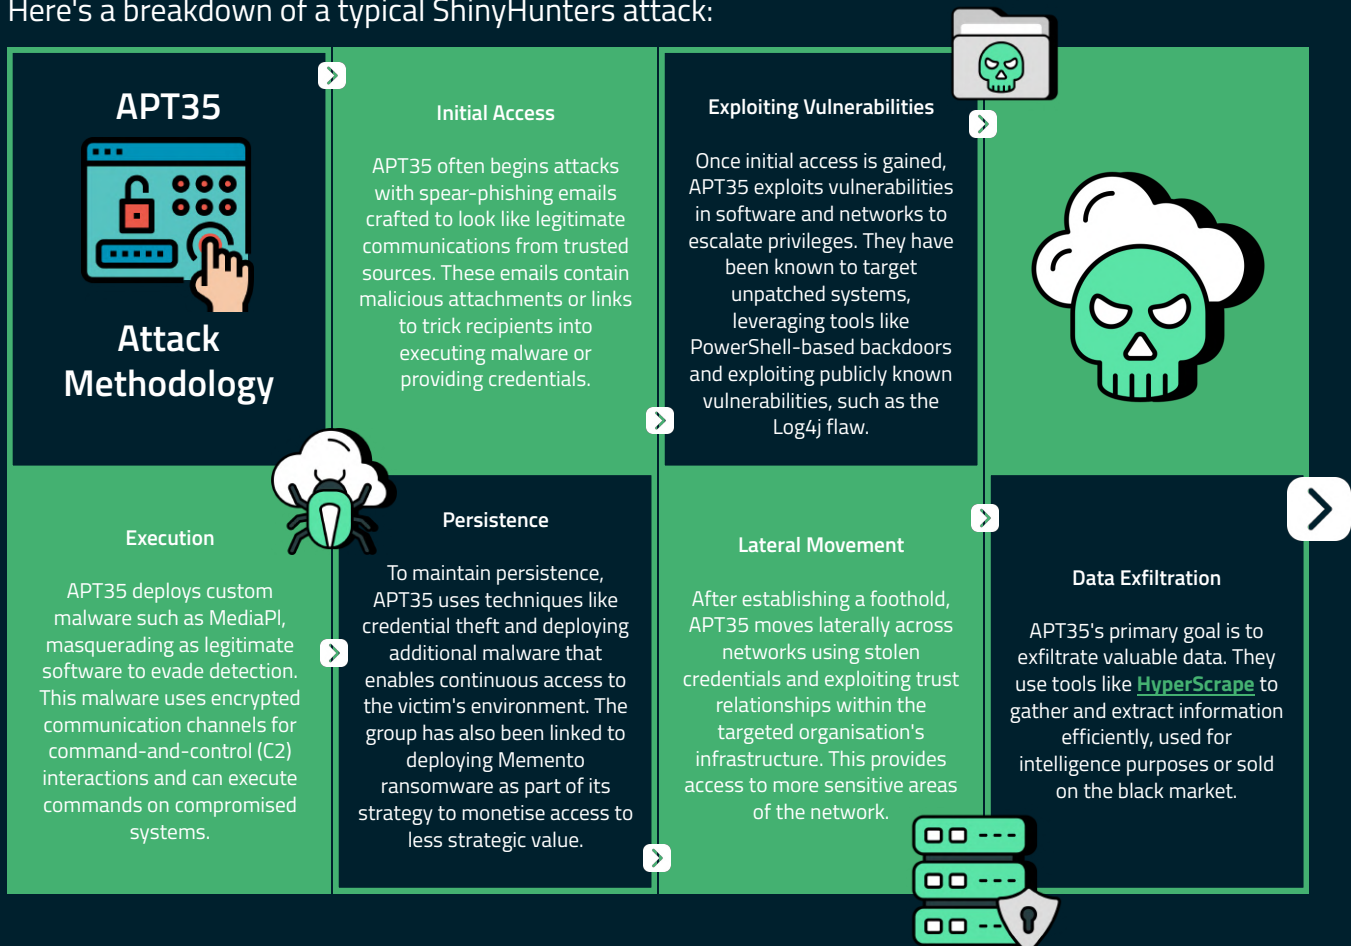 Here's a breakdown of a typical ShinyHunters attack:
APT35
Attack
Methodology
Initial Access
APT35 often begins attacks
with spear-phishing emails
crafted to look like legitimate
communications from trusted
sources. These emails contain
malicious attachments or links
to trick recipients into
executing malware or
providing credentials.
Exploiting Vulnerabilities
Once initial access is gained,
APT35 exploits vulnerabilities
in software and networks to
escalate privileges. They have
been known to target
unpatched systems,
leveraging tools like
PowerShell-based backdoors
and exploiting publicly known
vulnerabilities, such as the
Log4j flaw.
Execution
APT35 deploys custom
malware such as MediaPl,
masquerading as legitimate
software to evade detection.
This malware uses encrypted
communication channels for
command-and-control (C2)
interactions and can execute
commands on compromised
systems.
Persistence
To maintain persistence,
APT35 uses techniques like
credential theft and deploying
additional malware that
enables continuous access to
the victim's environment. The
group has also been linked to
deploying Memento
ransomware as part of its
strategy to monetise access to
less strategic value.
Lateral Movement
After establishing a foothold,
APT35 moves laterally across
networks using stolen
credentials and exploiting trust
relationships within the
targeted organisation's
infrastructure. This provides
access to more sensitive areas
of the network.
Data Exfiltration
APT35's primary goal is to
exfiltrate valuable data. They
use tools like HyperScrape to
gather and extract information
efficiently, used for
intelligence purposes or sold
on the black market.